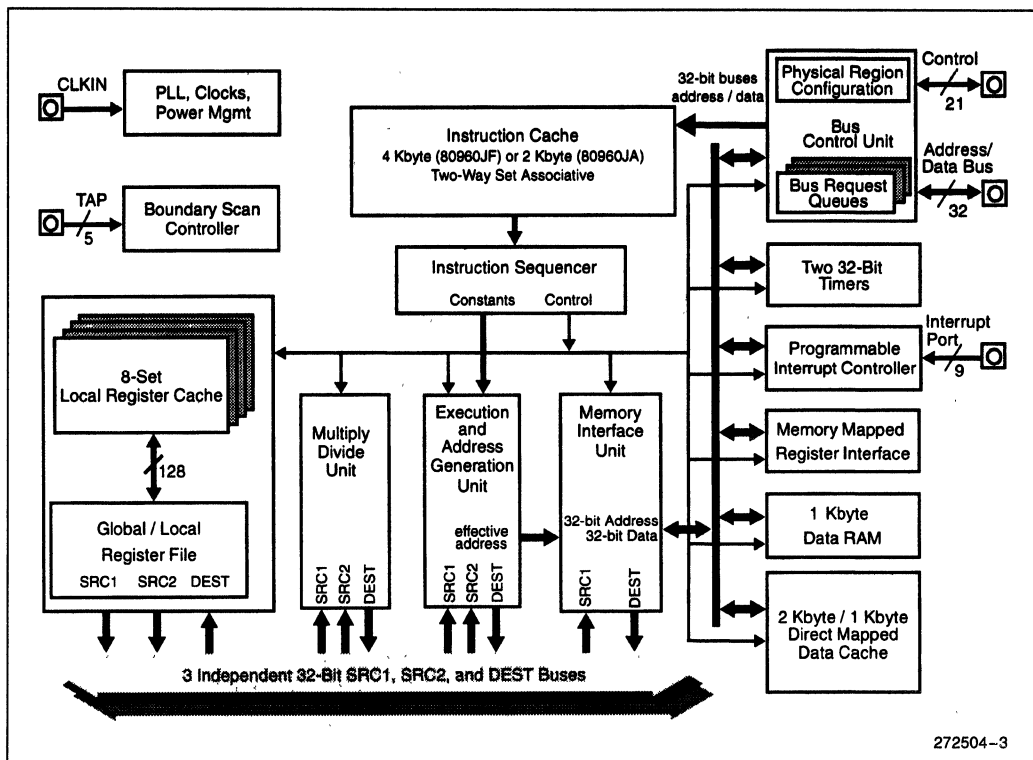 CLKIN
PLL, Clocks,
Power Mgmt
TAP
5
Boundary Scan
Controller
Instruction Cache
4 Kbyte (80960JF) or 2 Kbyte (80960JA)
Two-Way Set Associative
32-bit buses
address / data
Physical Region
Configuration
Bus
Control Unit
Bus Request
Queues
Control
21
Address/
Data Bus
32
Instruction Sequencer
Constants Control
Two 32-Bit
Timers
Programmable
Interrupt Controller
Interrupt
Port
9
8-Set
Local Register Cache
128
Global / Local
Register File
SRC1 SRC2 DEST
Multiply
Divide
Unit
SRC1
SRC2
DEST
Execution
and
Address
Generation
Unit
effective
address
SRC1
SRC2
DEST
Memory
Interface
Unit
32-bit Address
32-bit Data
SRC1
DEST
Memory Mapped
Register Interface
1 Kbyte
Data RAM
2 Kbyte / 1 Kbyte
Direct Mapped
Data Cache
3 Independent 32-Bit SRC1, SRC2, and DEST Buses
272504-3